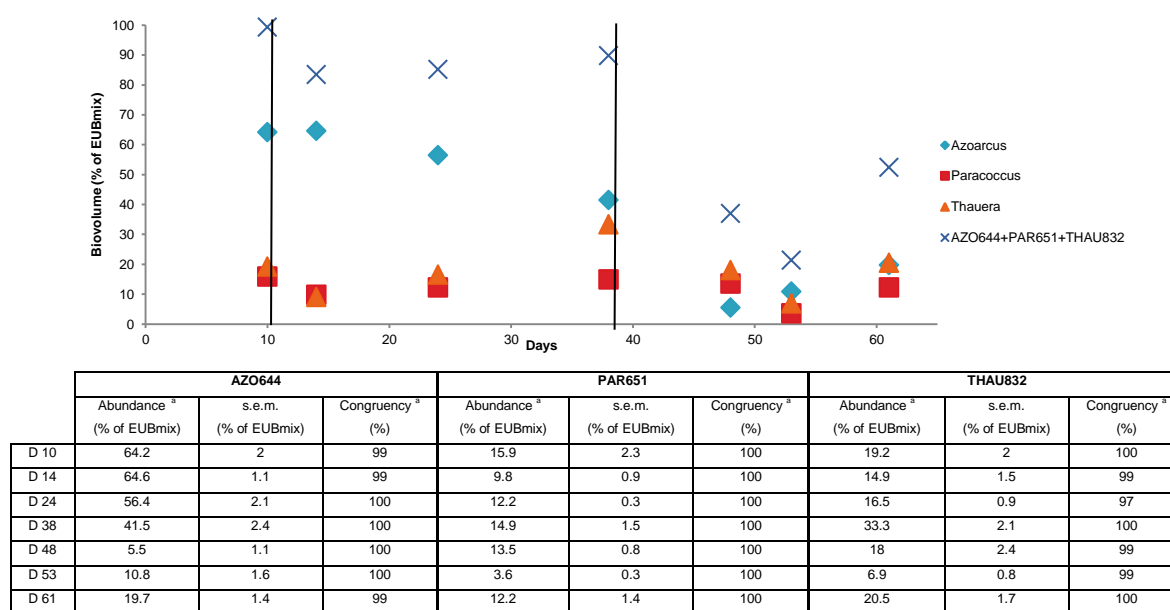 100
90
80
70
60
50
40
30
20
10
0
Biovolume (% of EUBmix)
0 10 20 30 40 50 60
Days
Azoarcus
Paracoccus
Thauera
AZO644+PAR651+THAU832
AZO644 PAR651 THAU832
Abundance a s.e.m. Congruency a Abundance a s.e.m. Congruency a Abundance a s.e.m. Congruency a
(% of EUBmix) (% of EUBmix) (%) (% of EUBmix) (% of EUBmix) (%) (% of EUBmix) (% of EUBmix) (%)
D 10 64.2 2 99 15.9 2.3 100 19.2 2 100
D 14 64.6 1.1 99 9.8 0.9 100 14.9 1.5 99
D 24 56.4 2.1 100 12.2 0.3 100 16.5 0.9 97
D 38 41.5 2.4 100 14.9 1.5 100 33.3 2.1 100
D 48 5.5 1.1 100 13.5 0.8 100 18 2.4 99
D 53 10.8 1.6 100 3.6 0.3 100 6.9 0.8 99
D 61 19.7 1.4 99 12.2 1.4 100 20.5 1.7 100